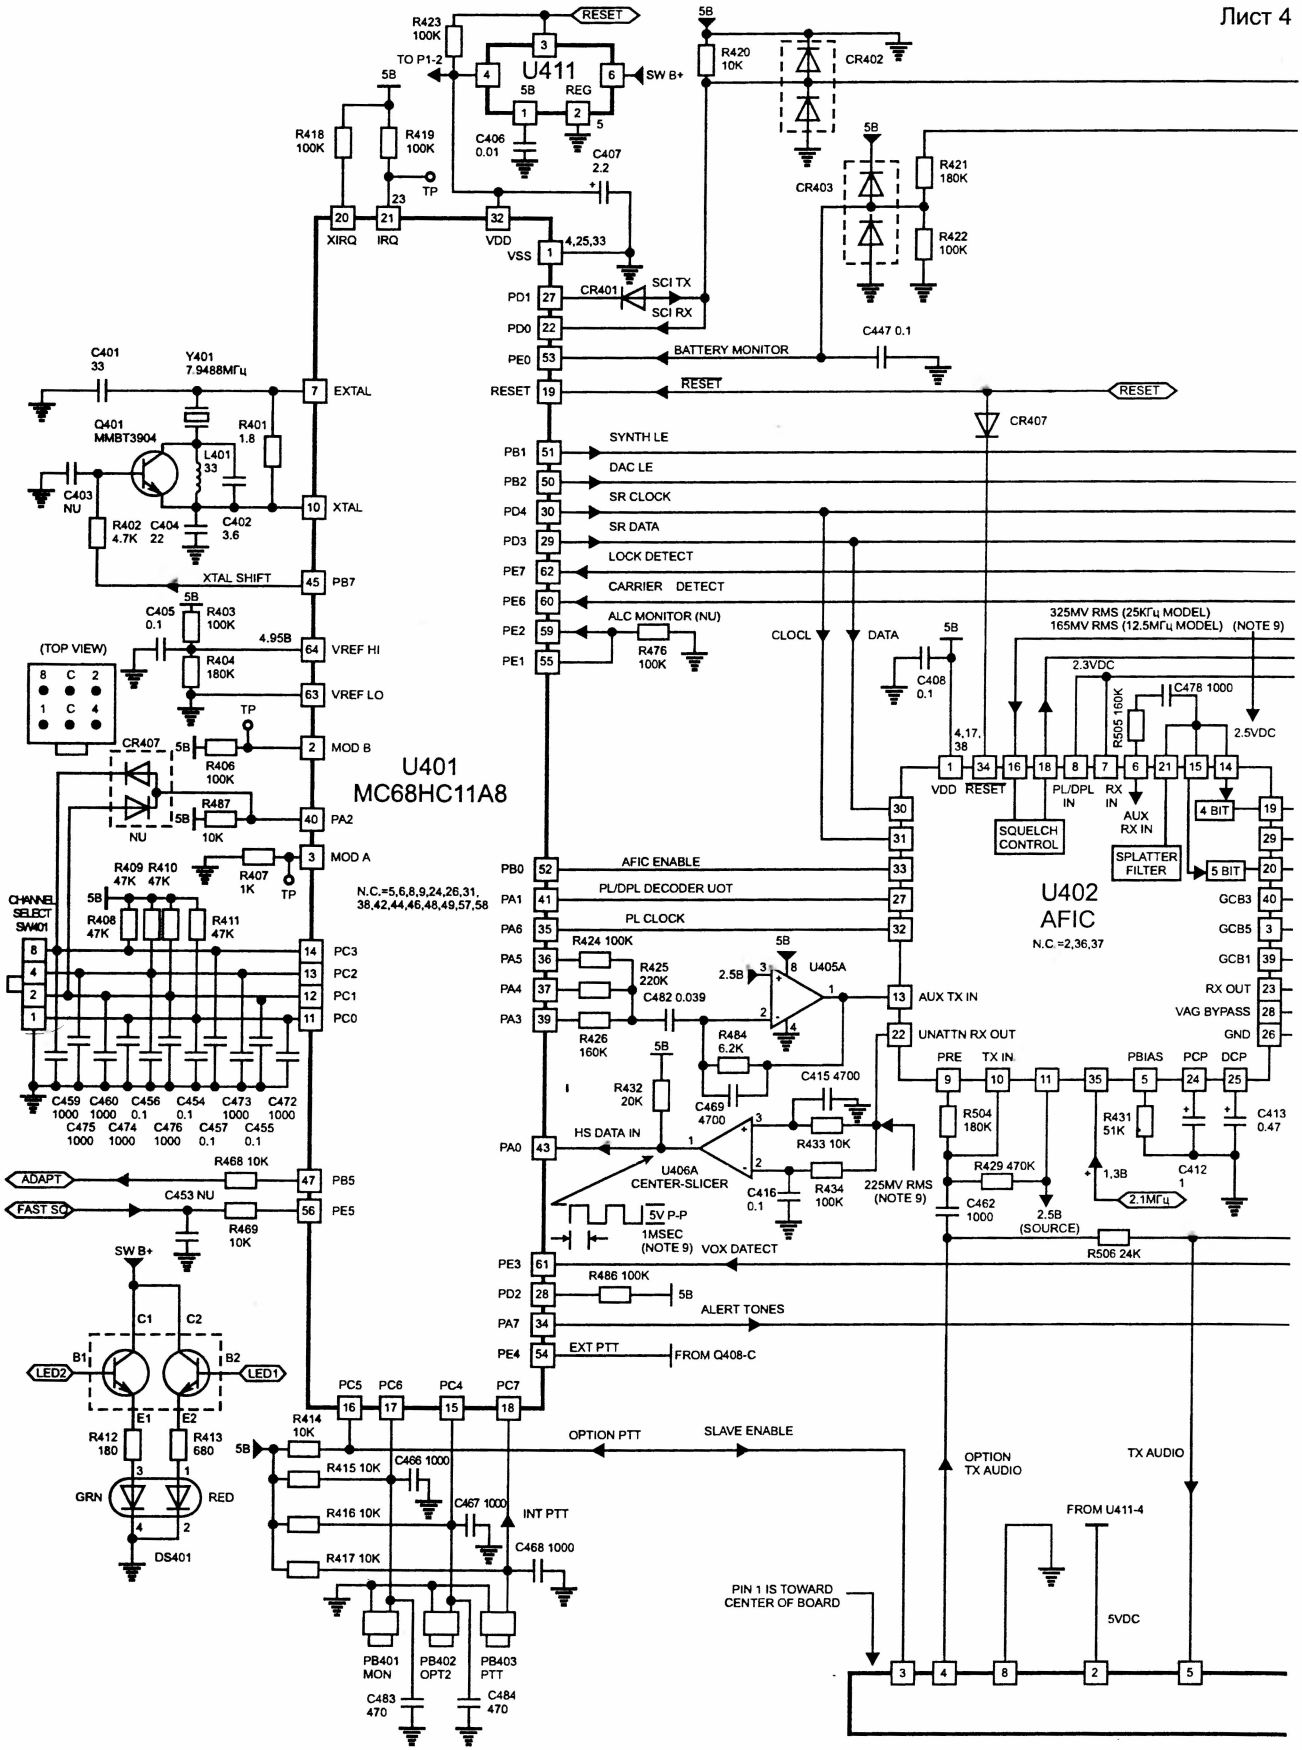 Лист 4
R423
100K
RESET
3
TO P1-2
4
U411
6
SW B+
5В
REG
1
2
5
C406
0.01
5В
R420
10K
CR402
5В
R418
100K
R419
100K
TP
23
C407
2.2
+
5В
CR403
R421
180K
R422
100K
20
21
32
XIRQ
IRQ
VDD
VSS
1
4,25,33
PD1
27
CR401
SCI TX
SCI RX
PD0
22
PE0
53
BATTERY MONITOR
C447 0.1
RESET
19
RESET
RESET
CR407
C401
33
Y401
7.9488МГц
7
EXTAL
Q401
MMBT3904
R401
1.8
L401
33
C403
NU
R402
4.7K
C404
22
C402
3.6
10
XTAL
XTAL SHIFT
45
PB7
PB1
51
SYNTH LE
PB2
50
DAC LE
PD4
30
SR CLOCK
PD3
29
SR DATA
PE7
62
LOCK DETECT
PE6
60
CARRIER DETECT
PE2
59
ALC MONITOR (NU)
PE1
55
R476
100K
CLOCL
DATA
5В
C405
0.1
R403
100K
4.95В
64
VREF HI
R404
180K
63
VREF LO
(TOP VIEW)
8 C 2
1 C 4
TP
5В
R406
100K
2
MOD B
CR407
NU
5В
R487
10K
40
PA2
R407
1K
TP
3
MOD A
U401
MC68HC11A8
N.C.=5,6,8,9,24,26,31,
38,42,44,46,48,49,57,58
325MV RMS (25КГц MODEL)
165MV RMS (12.5МГц MODEL) (NOTE 9)
5В
C408
0.1
2.3VDC
C478 1000
R505 160K
2.5VDC
4,17,
38
1
34
16
18
8
7
6
21
15
14
VDD
RESET
PL/DPL
IN
RX
IN
AUX
RX IN
SQUELCH
CONTROL
SPLATTER
FILTER
4 BIT
5 BIT
19
29
20
30
31
33
27
32
U402
AFIC
N.C.=2,36,37
GCB3
40
GCB5
3
GCB1
39
RX OUT
23
VAG BYPASS
28
GND
26
PB0
52
AFIC ENABLE
PA1
41
PL/DPL DECODER UOT
PA6
35
PL CLOCK
PA5
36
R424 100K
PA4
37
R425
220K
PA3
39
R426
160K
C482 0.039
5В
2.5В
3
8
U405A
+
-
1
2
4
13
AUX TX IN
22
UNATTN RX OUT
R484
6.2K
C469
4700
5В
R432
20K
C415 4700
3
R433 10K
PA0
43
HS DATA IN
1
+
-
2
U406A
CENTER-SLICER
C416
0.1
R434
100K
225MV RMS
(NOTE 9)
5V P-P
1MSEC
(NOTE 9)
PRE
TX IN
PBIAS
PCP
DCP
9
10
11
35
5
24
25
R504
180K
R431
51K
+
+
C413
0.47
C412
1
R429 470K
C462
1000
2.5В
(SOURCE)
1,3В
2.1МГц
R506 24K
R409
47K
R410
47K
5В
CHANNEL
SELECT
SW401
R408
47K
R411
47K
8
4
2
1
14
PC3
13
PC2
12
PC1
11
PC0
C459
1000
C460
1000
C456
0.1
C454
0.1
C473
1000
C472
1000
C475
1000
C474
1000
C476
1000
C457
0.1
C455
0.1
ADAPT
R468 10K
47
PB5
FAST SQ
C453 NU
R469
10K
56
PE5
PE3
61
VOX DATECT
PD2
28
R486 100K
5В
PA7
34
ALERT TONES
PE4
54
EXT PTT
FROM Q408-C
SW B+
C1
C2
B1
B2
LED2
LED1
E1
E2
R412
180
R413
680
3
1
GRN
RED
4
2
DS401
PC5
PC6
PC4
PC7
16
17
15
18
R414
10K
5В
OPTION PTT
SLAVE ENABLE
R415 10K
C466 1000
R416 10K
C467 1000
INT PTT
R417 10K
C468 1000
PB401
MON
PB402
OPT2
PB403
PTT
C483
470
C484
470
OPTION
TX AUDIO
TX AUDIO
FROM U411-4
5VDC
PIN 1 IS TOWARD
CENTER OF BOARD
3
4
8
2
5